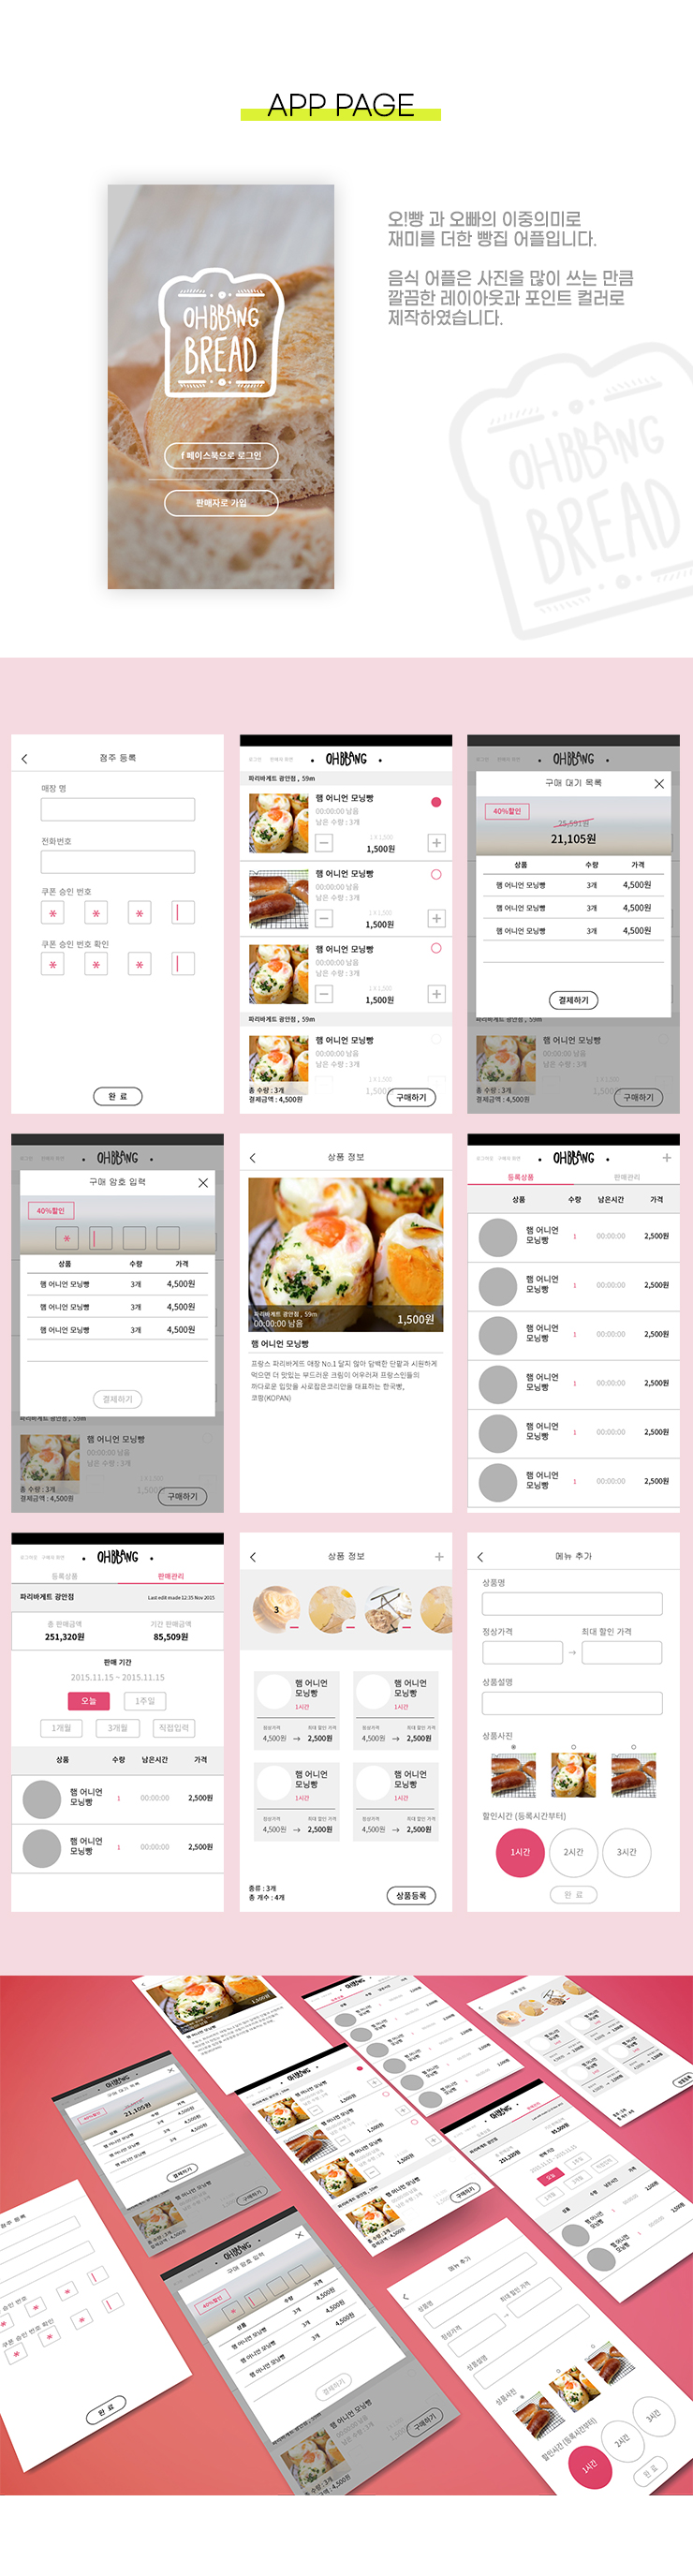 APP PAGE
오!빵 과 오빠의 이중의미로
재미를 더한 빵집 어플입니다.
음식 어플은 사진을 많이 쓰는 만큼
깔끔한 레이아웃과 포인트 컬러로
제작하였습니다.
OHBBANG
BREAD
f 페이스북으로 로그인
판매자로 가입
OHBBANG
BREAD
점주 등록
매장 명
전화번호
쿠폰 승인 번호
* * *
쿠폰 승인 번호 확인
* * *
완 료
OHBBANG
파리바게트 광안점 , 59m
햄 어니언 모닝빵
00:00:00 남음
남은 수량 : 3개
1 X 1,500
1,500원
햄 어니언 모닝빵
00:00:00 남음
남은 수량 : 3개
1 X 1,500
1,500원
햄 어니언 모닝빵
00:00:00 남음
남은 수량 : 3개
1 X 1,500
1,500원
파리바게트 광안점 , 59m
햄 어니언 모닝빵
00:00:00 남음
남은 수량 : 3개
1 X 1,500
총 수량 : 3개
결제금액 : 4,500원
구매하기
OHBBANG
구매 대기 목록
40%할인
25,591원
21,105원
상품 수량 가격
햄 어니언 모닝빵 3개 4,500원
햄 어니언 모닝빵 3개 4,500원
햄 어니언 모닝빵 3개 4,500원
결제하기
파리바게트 광안점 , 59m
햄 어니언 모닝빵
00:00:00 남음
남은 수량 : 3개
총 수량 : 3개
결제금액 : 4,500원
구매하기
OHBBANG
구매 암호 입력
40%할인
*
상품 수량 가격
햄 어니언 모닝빵 3개 4,500원
햄 어니언 모닝빵 3개 4,500원
햄 어니언 모닝빵 3개 4,500원
결제하기
파리바게트 광안점 , 59m
햄 어니언 모닝빵
00:00:00 남음
남은 수량 : 3개
총 수량 : 3개
결제금액 : 4,500원
구매하기
상품 정보
파리바게트 광안점 , 59m
00:00:00 남음
1,500원
햄 어니언 모닝빵
프랑스 파리바게뜨 매장 No.1 달지 않아 담백한 단팥과 시원하게
먹으면 더 맛있는 부드러운 크림이 어우러져 프랑스인들의
까다로운 입맛을 사로잡은코리안을 대표하는 한국빵,
코팡(KOPAN)
OHBBANG
등록상품 판매관리
상품 수량 남은시간 가격
햄 어니언
모닝빵 1 00:00:00 2,500원
햄 어니언
모닝빵 1 00:00:00 2,500원
햄 어니언
모닝빵 1 00:00:00 2,500원
햄 어니언
모닝빵 1 00:00:00 2,500원
햄 어니언
모닝빵 1 00:00:00 2,500원
햄 어니언
모닝빵 1 00:00:00 2,500원
OHBBANG
등록상품 판매관리
파리바게트 광안점 Last edit made 12:35 Nov 2015
총 판매금액 기간 판매금액
251,320원 85,509원
판매 기간
2015.11.15 ~ 2015.11.15
오늘 1주일
1개월 3개월 직접입력
상품 수량 남은시간 가격
햄 어니언
모닝빵 1 00:00:00 2,500원
햄 어니언
모닝빵 1 00:00:00 2,500원
상품 정보
3
햄 어니언
모닝빵
1시간
정상가격 최대 할인 가격
4,500원 → 2,500원
햄 어니언
모닝빵
1시간
정상가격 최대 할인 가격
4,500원 → 2,500원
햄 어니언
모닝빵
1시간
정상가격 최대 할인 가격
4,500원 → 2,500원
햄 어니언
모닝빵
1시간
정상가격 최대 할인 가격
4,500원 → 2,500원
종류 : 3개
총 개수 : 4개
상품등록
메뉴 추가
상품명
정상가격 최대 할인 가격
→
상품설명
상품사진
할인시간 (등록시간부터)
1시간 2시간 3시간
완 료